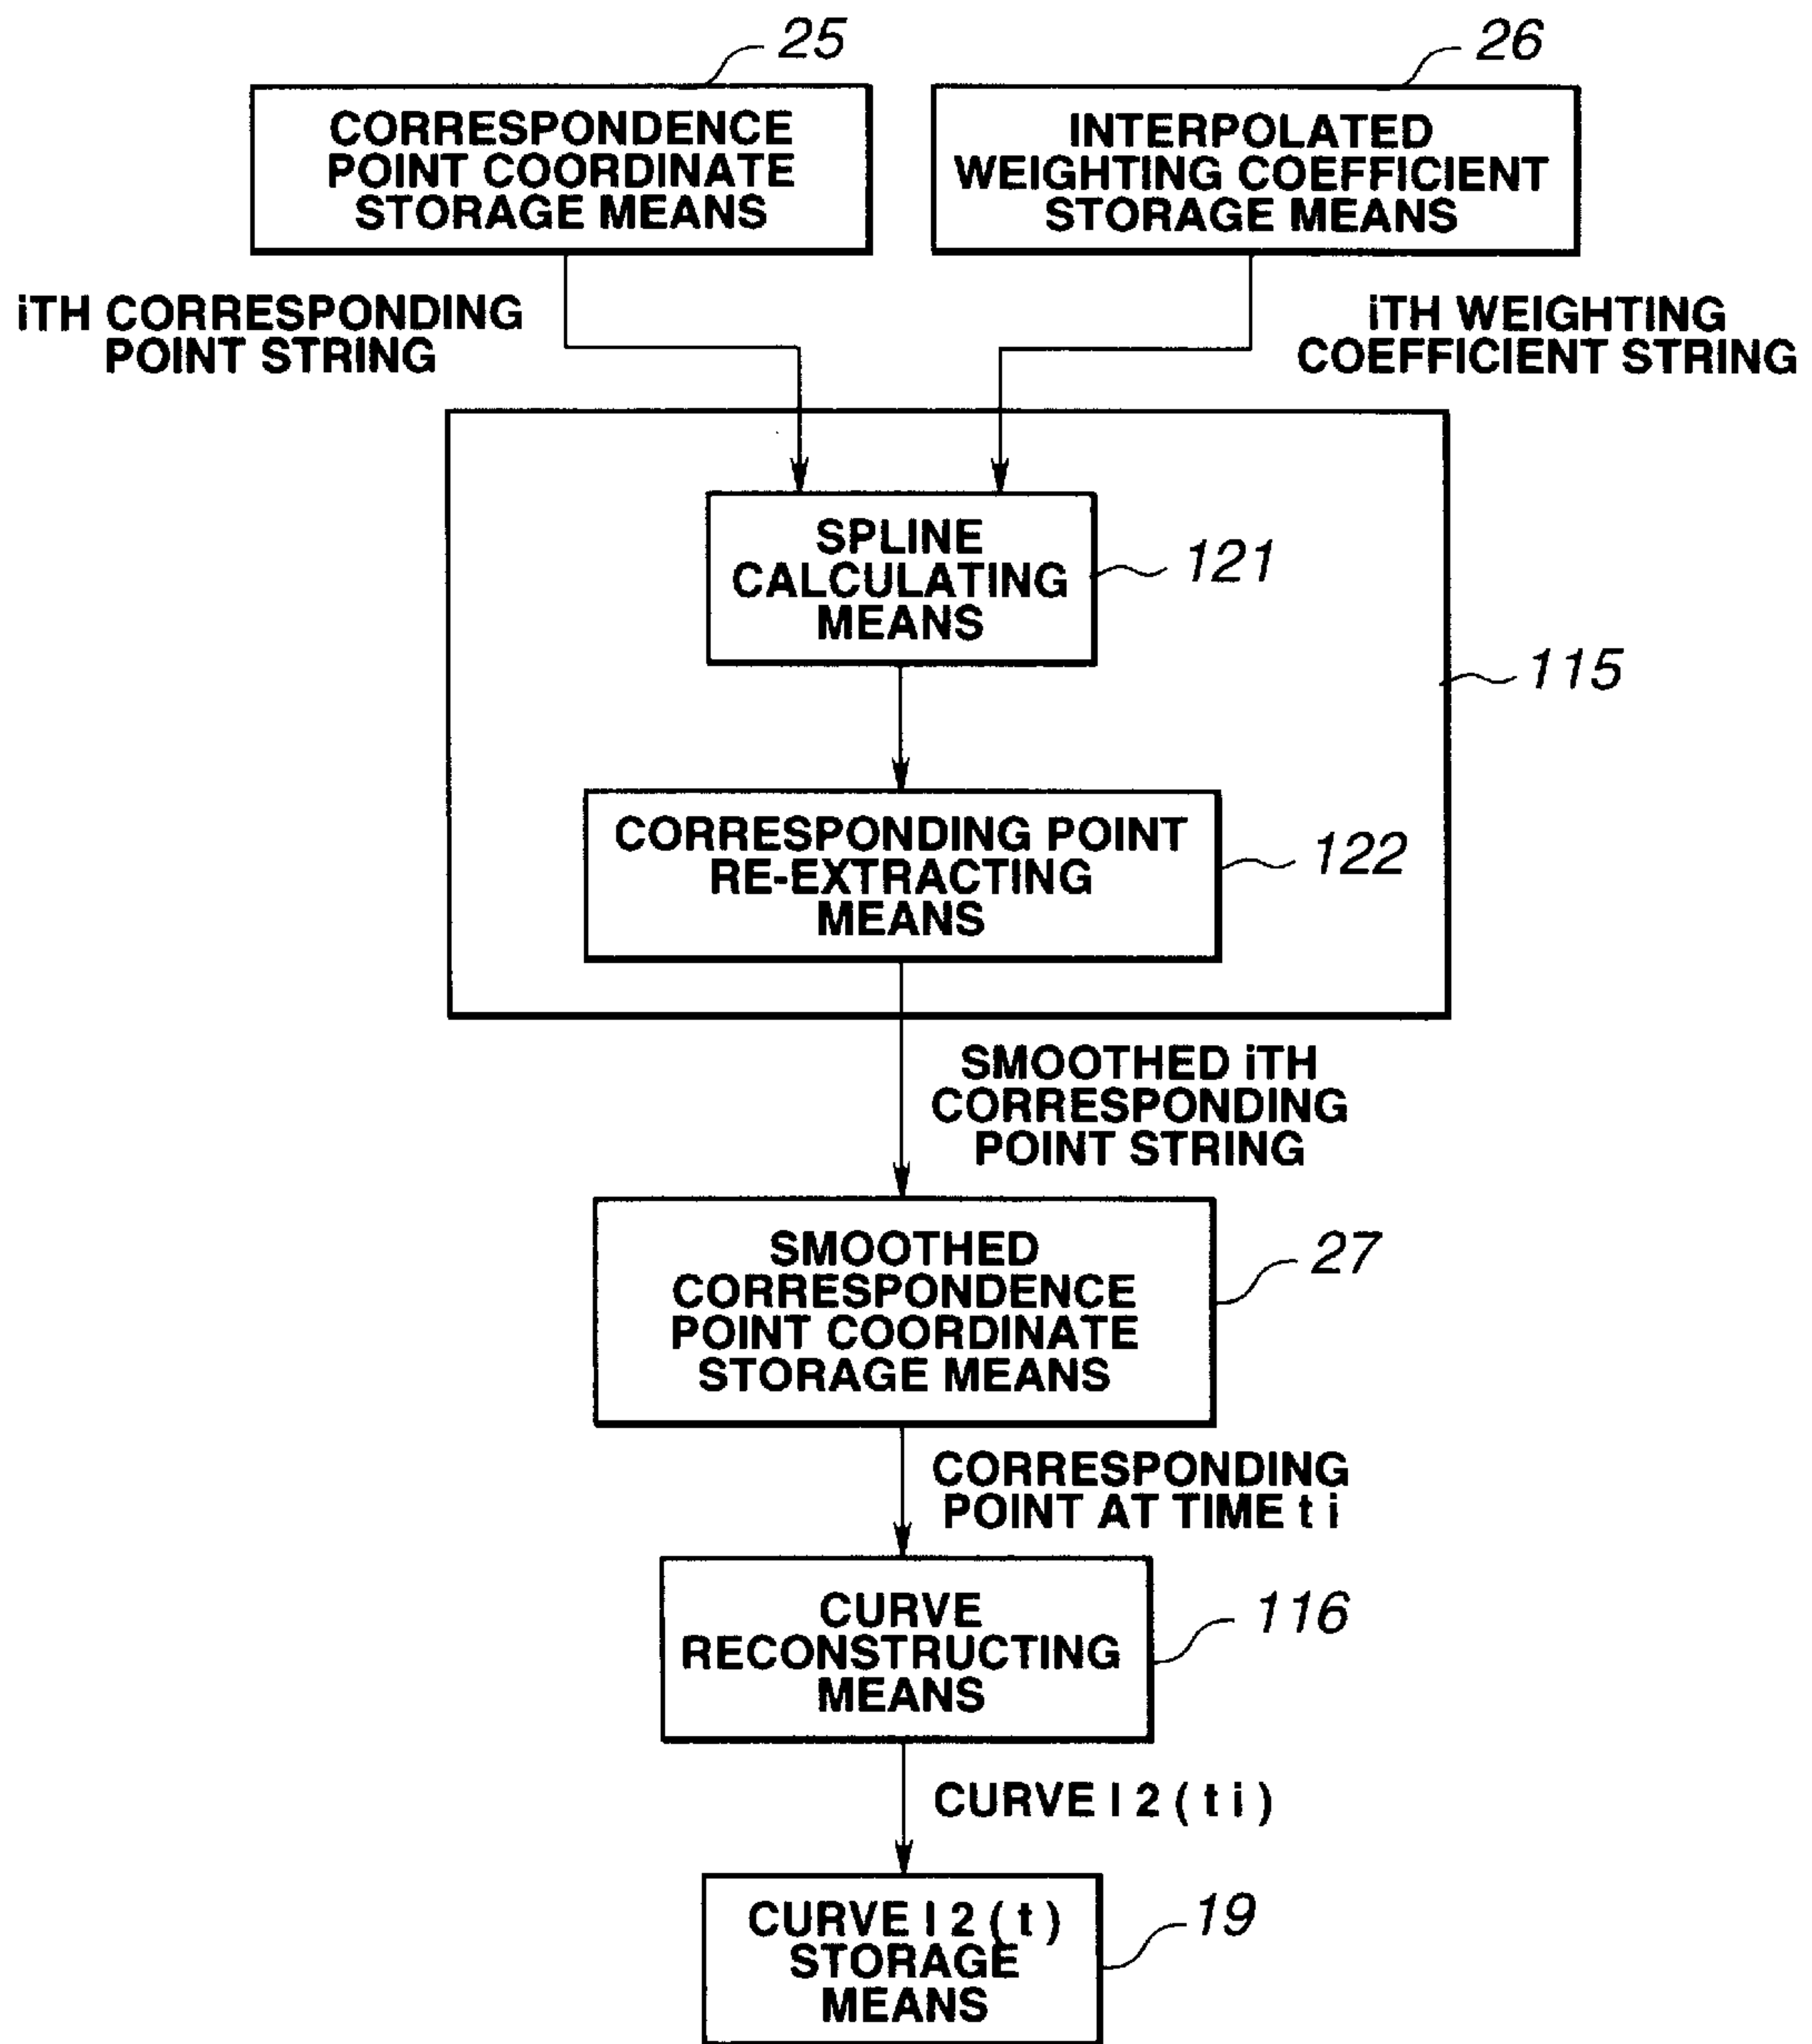 25
26
CORRESPONDENCE
POINT COORDINATE
STORAGE MEANS
INTERPOLATED
WEIGHTING COEFFICIENT
STORAGE MEANS
iTH CORRESPONDING
POINT STRING
iTH WEIGHTING
COEFFICIENT STRING
SPLINE
CALCULATING
MEANS
121
115
CORRESPONDING POINT
RE-EXTRACTING
MEANS
122
SMOOTHED iTH
CORRESPONDING
POINT STRING
SMOOTHED
CORRESPONDENCE
POINT COORDINATE
STORAGE MEANS
27
CORRESPONDING
POINT AT TIME t i
CURVE
RECONSTRUCTING
MEANS
116
CURVE l 2 ( t i )
CURVE l 2 ( t )
STORAGE
MEANS
19